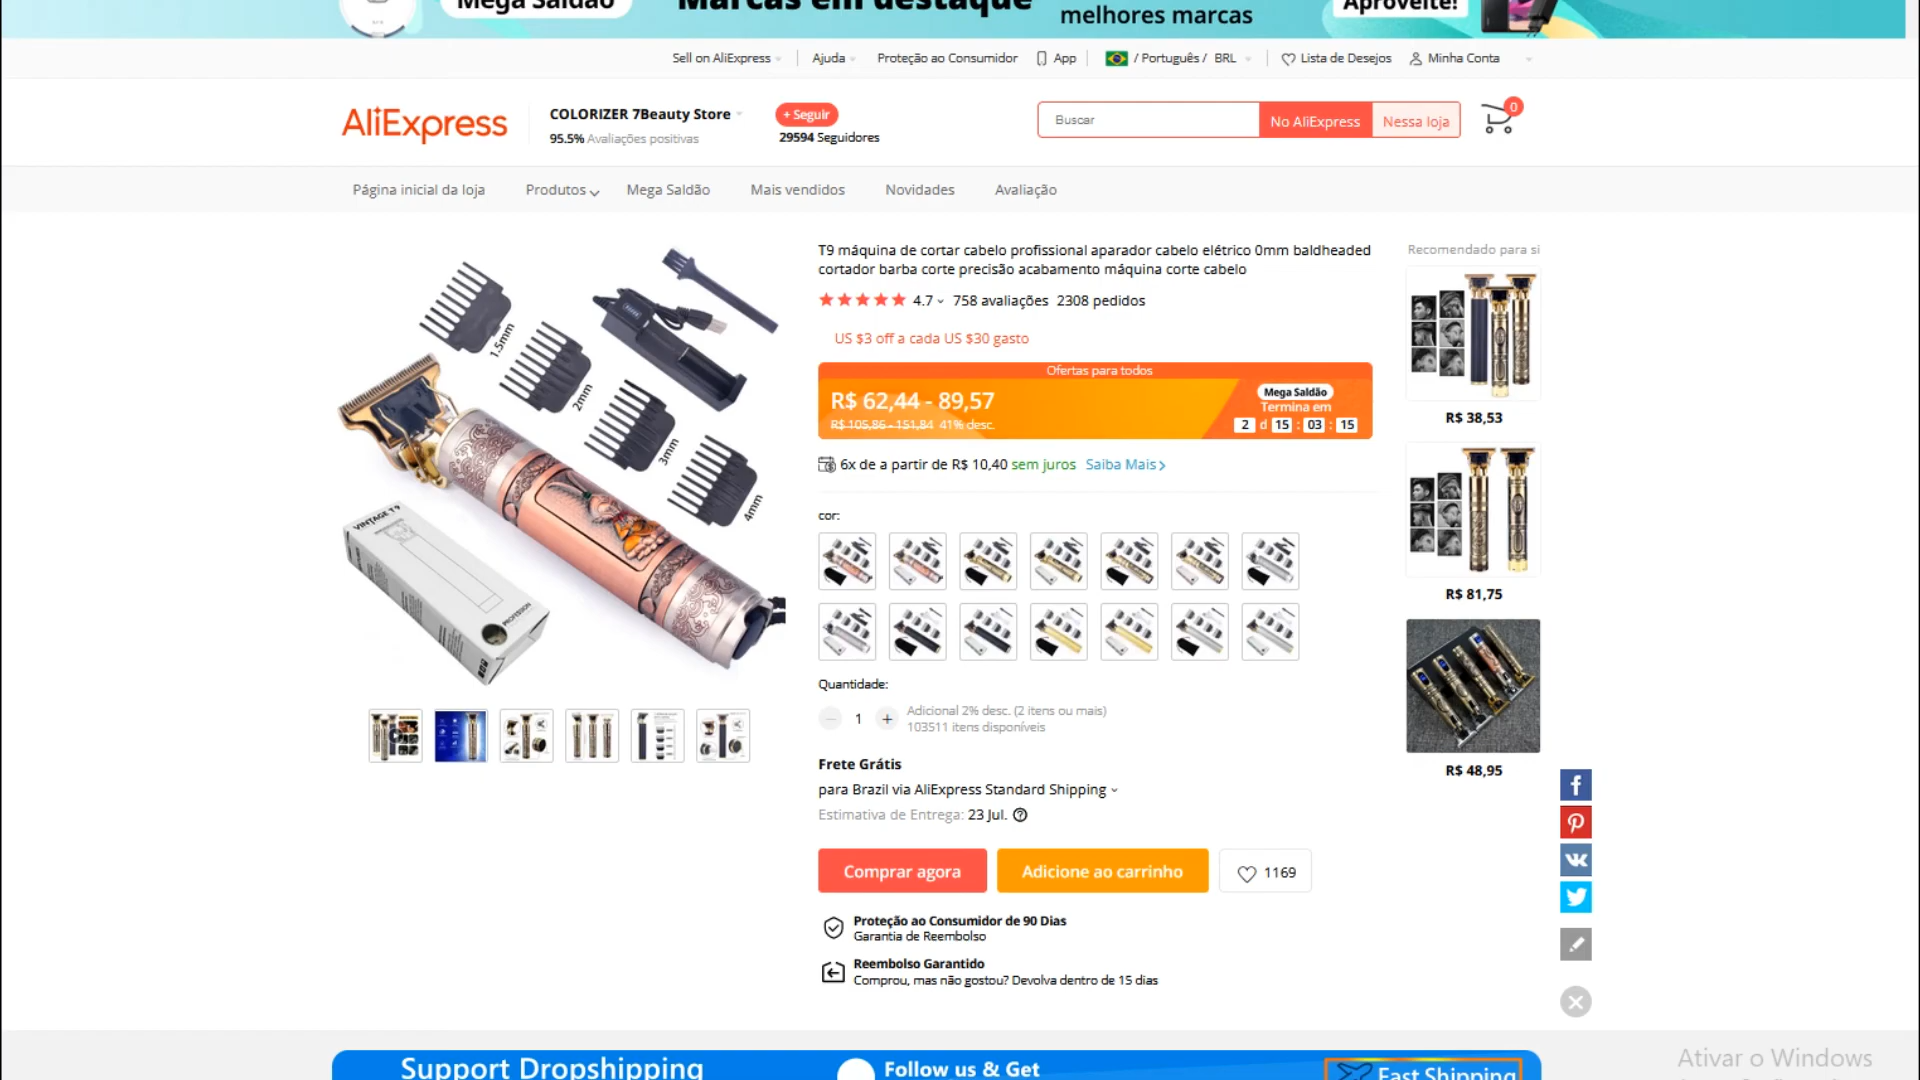 Mega Saldão
Marcas em destaque
melhores marcas
Aproveite!
Sell on AliExpress
Ajuda
Proteção ao Consumidor
App
/ Português / BRL
Lista de Desejos
Minha Conta
AliExpress
COLORIZER 7Beauty Store
95.5% Avaliações positivas
+ Seguir
29594 Seguidores
Buscar
No AliExpress
Nessa loja
0
Página inicial da loja
Produtos
Mega Saldão
Mais vendidos
Novidades
Avaliação
1.5mm
2mm
3mm
4mm
VINTAGE T9
PROFESSION
T9 máquina de cortar cabelo profissional aparador cabelo elétrico 0mm baldheaded
cortador barba corte precisão acabamento máquina corte cabelo
4.7 758 avaliações 2308 pedidos
US $3 off a cada US $30 gasto
Ofertas para todos
R$ 62,44 - 89,57
R$ 105,86 - 151,84 41% desc.
Mega Saldão
Termina em
2 d 15 : 03 : 15
6x de a partir de R$ 10,40 sem juros Saiba Mais
cor:
Quantidade:
1
Adicional 2% desc. (2 itens ou mais)
103511 itens disponíveis
Frete Grátis
para Brazil via AliExpress Standard Shipping
Estimativa de Entrega: 23 Jul.
Comprar agora
Adicione ao carrinho
1169
Proteção ao Consumidor de 90 Dias
Garantia de Reembolso
Reembolso Garantido
Comprou, mas não gostou? Devolva dentro de 15 dias
Recomendado para si
R$ 38,53
R$ 81,75
R$ 48,95
Support Dropshipping
Follow us & Get
Fast Shipping
Ativar o Windows